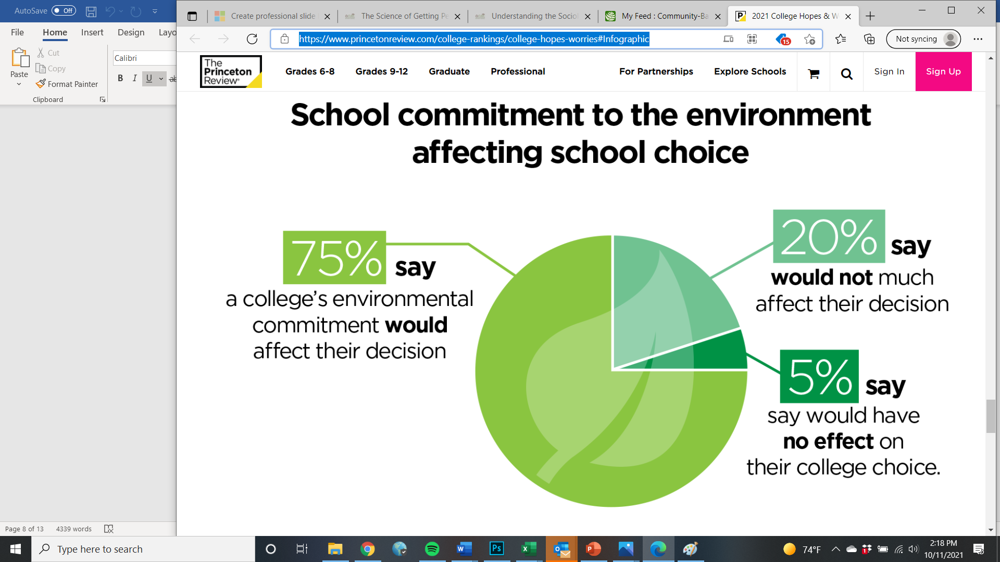 AutoSave Off
File Home Insert Design Layo
Paste
Cut
Copy
Format Painter
Clipboard
Calibri
B I U ab
Create professional slide
The Science of Getting Pe
Understanding the Sociol
My Feed : Community-Ba
2021 College Hopes & W
https://www.princetonreview.com/college-rankings/college-hopes-worries#Infographic
15
Not syncing
The
Princeton
Review
Grades 6-8 Grades 9-12 Graduate Professional For Partnerships Explore Schools Sign In Sign Up
School commitment to the environment
affecting school choice
75% say
a college's environmental
commitment would
affect their decision
20% say
would not much
affect their decision
5% say
say would have
no effect on
their college choice.
Page 8 of 13 4339 words
Type here to search
Ps
74°F
1
2:18 PM
10/11/2021